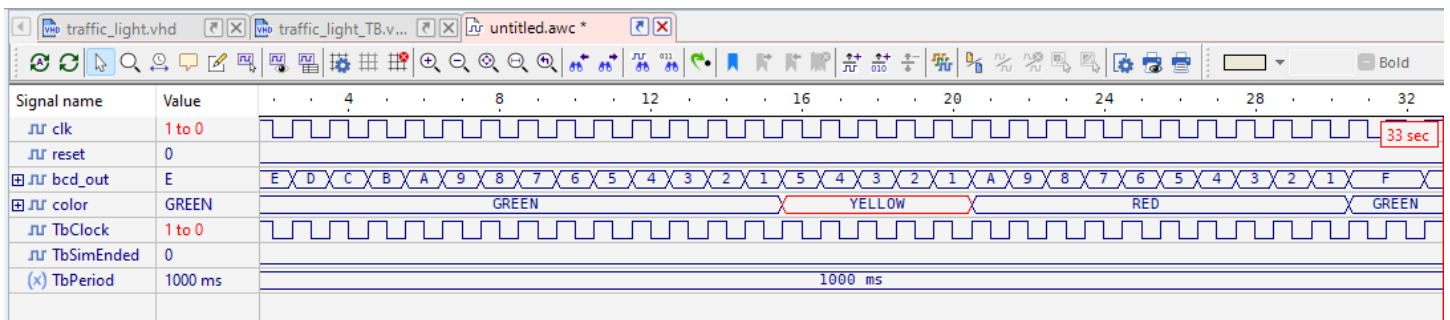 traffic_light.vhd traffic_light_TB.v... untitled.awc *
Bold
Signal name Value 4 8 12 16 20 24 28 32
clk 1 to 0 33 sec
reset 0
bcd_out E E D C B A 9 8 7 6 5 4 3 2 1 5 4 3 2 1 A 9 8 7 6 5 4 3 2 1 F
color GREEN GREEN YELLOW RED GREEN
TbClock 1 to 0
TbSimEnded 0
(x) TbPeriod 1000 ms 1000 ms